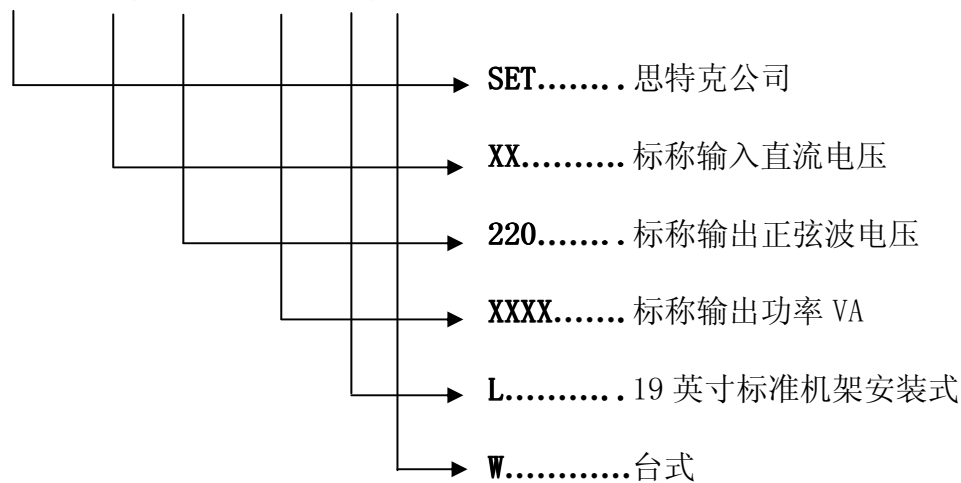 SET........思特克公司
XX..........标称输入直流电压
220........标称输出正弦波电压
XXXX.......标称输出功率 VA
L...........19 英寸标准机架安装式
W............台式